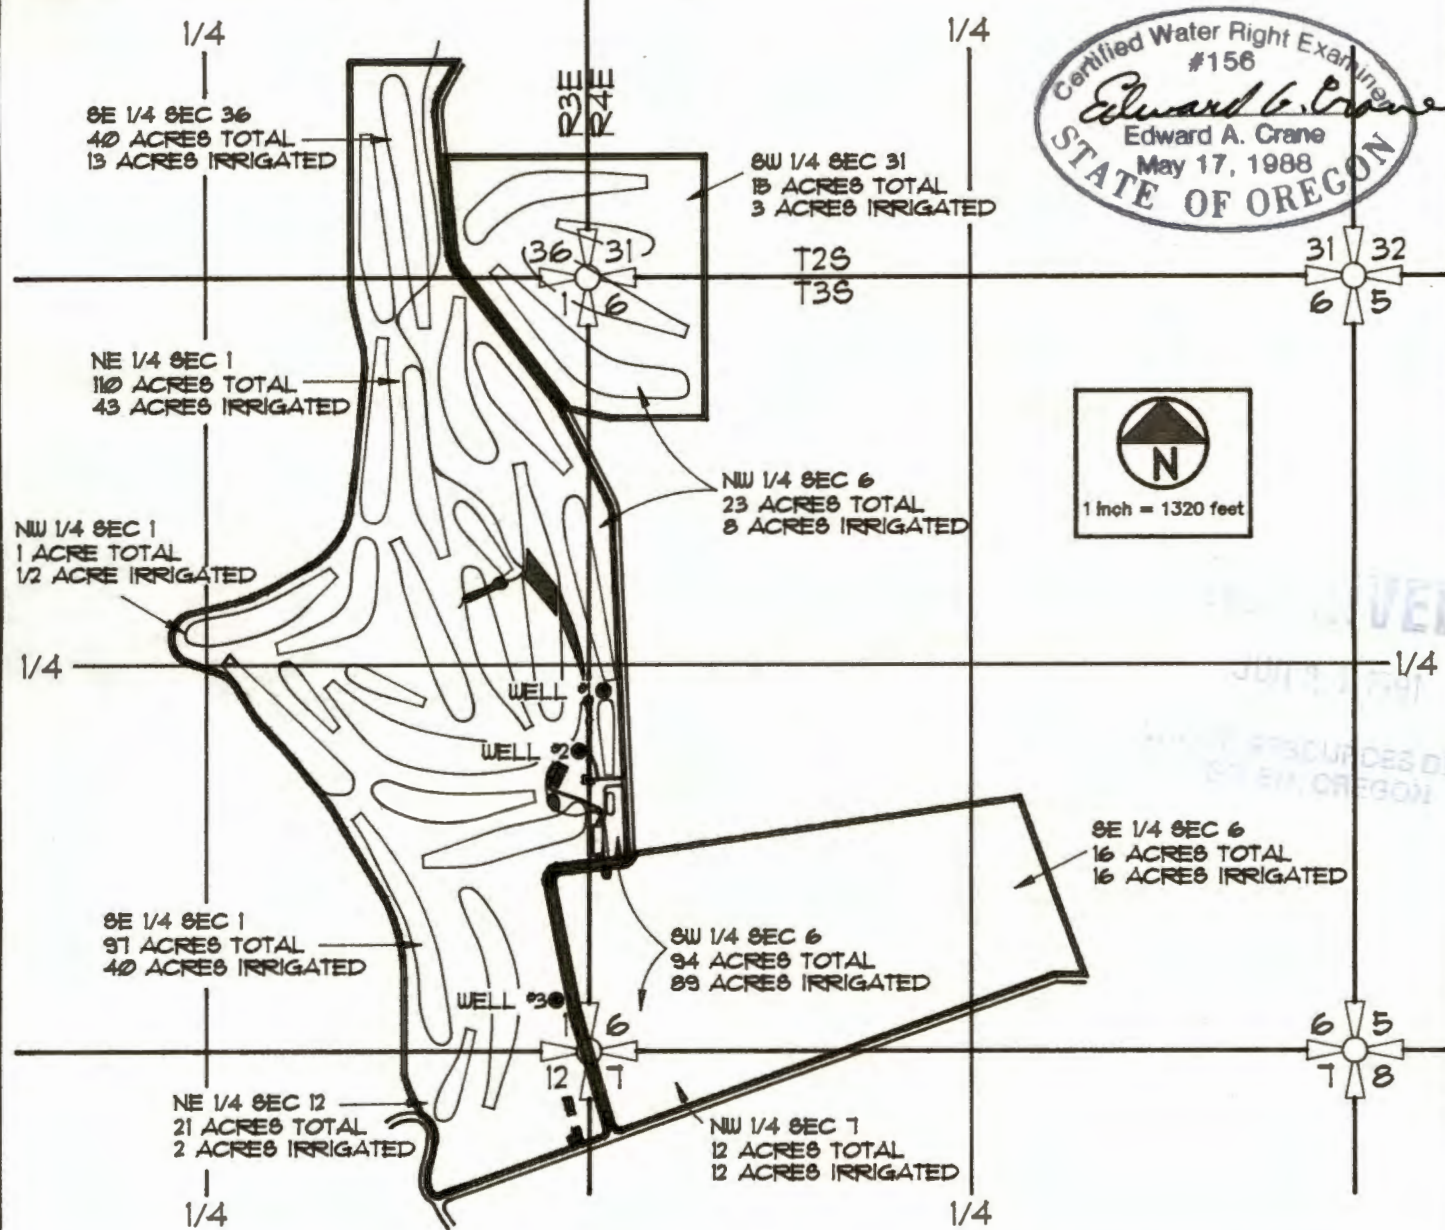 1/4
1/4
R3E
R4E
Certified Water Right Examiner
#156
Edward A. Crane
May 17, 1988
STATE OF OREGON
SE 1/4 SEC 36
40 ACRES TOTAL
13 ACRES IRRIGATED
SW 1/4 SEC 31
15 ACRES TOTAL
3 ACRES IRRIGATED
36 31
1 6
T2S
T3S
31 32
6 5
NE 1/4 SEC 1
110 ACRES TOTAL
43 ACRES IRRIGATED
N
1 inch = 1320 feet
NW 1/4 SEC 6
23 ACRES TOTAL
8 ACRES IRRIGATED
NW 1/4 SEC 1
1 ACRE TOTAL
1/2 ACRE IRRIGATED
1/4
1/4
WELL
WELL #2
OREGON
SE 1/4 SEC 6
16 ACRES TOTAL
16 ACRES IRRIGATED
SE 1/4 SEC 1
97 ACRES TOTAL
40 ACRES IRRIGATED
SW 1/4 SEC 6
94 ACRES TOTAL
89 ACRES IRRIGATED
WELL #3
1 6
12 7
6 5
7 8
NE 1/4 SEC 12
21 ACRES TOTAL
2 ACRES IRRIGATED
NW 1/4 SEC 7
12 ACRES TOTAL
12 ACRES IRRIGATED
1/4
1/4